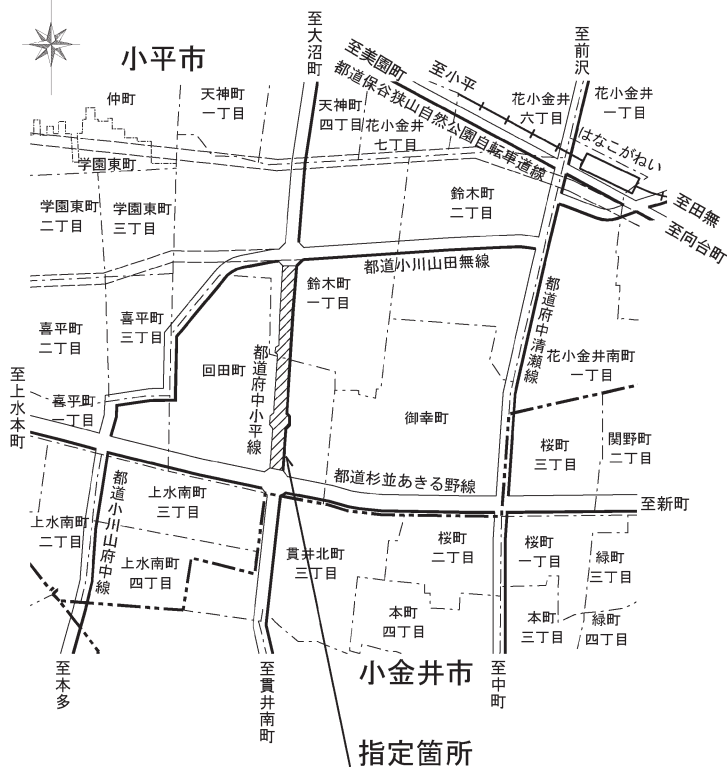 小平市
至大沼町
至美園町
至小平
至前沢
都道保谷狭山自然公園自転車道線
仲町
天神町
一丁目
天神町
四丁目
花小金井
七丁目
花小金井
六丁目
花小金井
一丁目
はなこがねい
至田無
至向台町
学園東町
学園東町
二丁目
学園東町
三丁目
鈴木町
二丁目
都道小川山田無線
鈴木町
一丁目
都道府中清瀬線
喜平町
二丁目
喜平町
三丁目
回田町
都道府中小平線
花小金井南町
一丁目
至上水本町
喜平町
一丁目
御幸町
桜町
三丁目
関野町
二丁目
都道杉並あきる野線
至新町
都道小川山府中線
上水南町
三丁目
上水南町
二丁目
上水南町
四丁目
貫井北町
三丁目
桜町
二丁目
桜町
一丁目
緑町
三丁目
本町
四丁目
本町
三丁目
緑町
四丁目
至本多
至貫井南町
小金井市
至中町
指定箇所